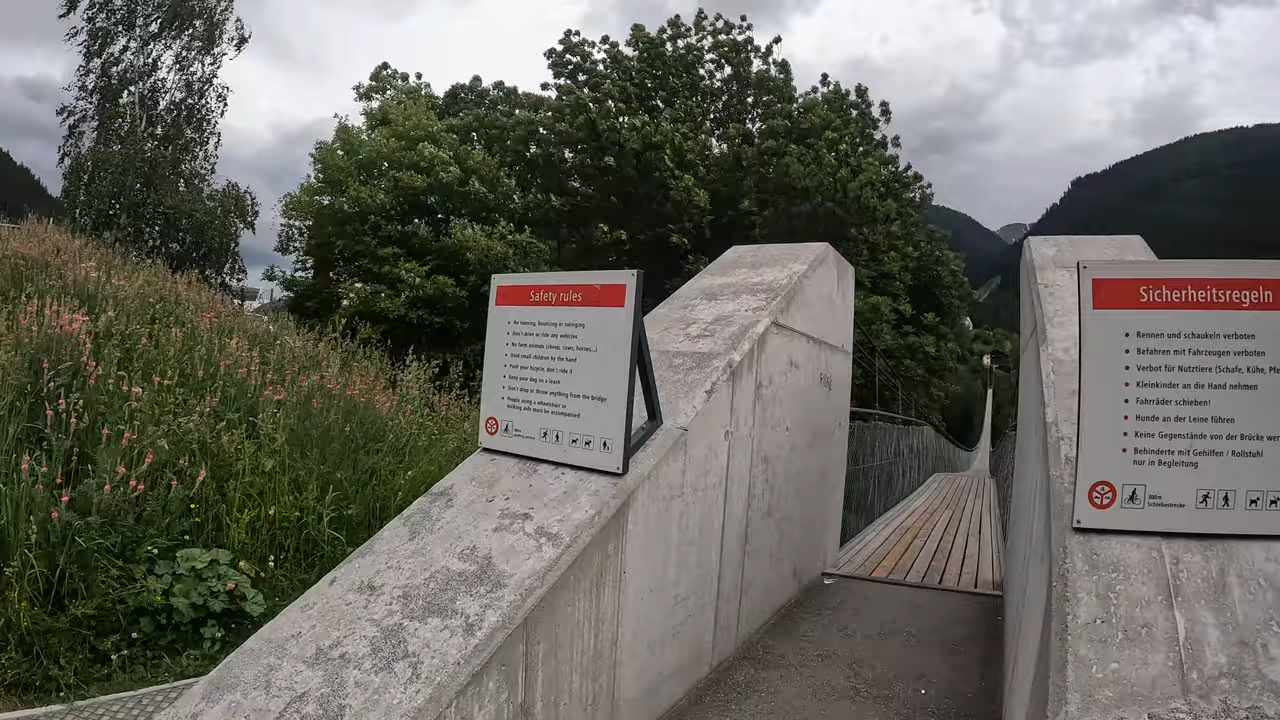 Safety rules
No running, bouncing or swinging
Don't drive or ride any vehicles
No farm animals (sheep, cows, horses...)
Hold small children by the hand
Push your bicycle, don't ride it
Keep your dog on a leash
Don't drop or throw anything from the bridge
People using a wheelchair or
walking aids must be accompanied
Sicherheitsregeln
Rennen und schaukeln verboten
Befahren mit Fahrzeugen verboten
Verbot für Nutztiere (Schafe, Kühe, Pfe
Kleinkinder an die Hand nehmen
Fahrräder schieben!
Hunde an der Leine führen
Keine Gegenstände von der Brücke wer
Behinderte mit Gehilfen / Rollstuhl
nur in Begleitung
300m
Schiebestrecke